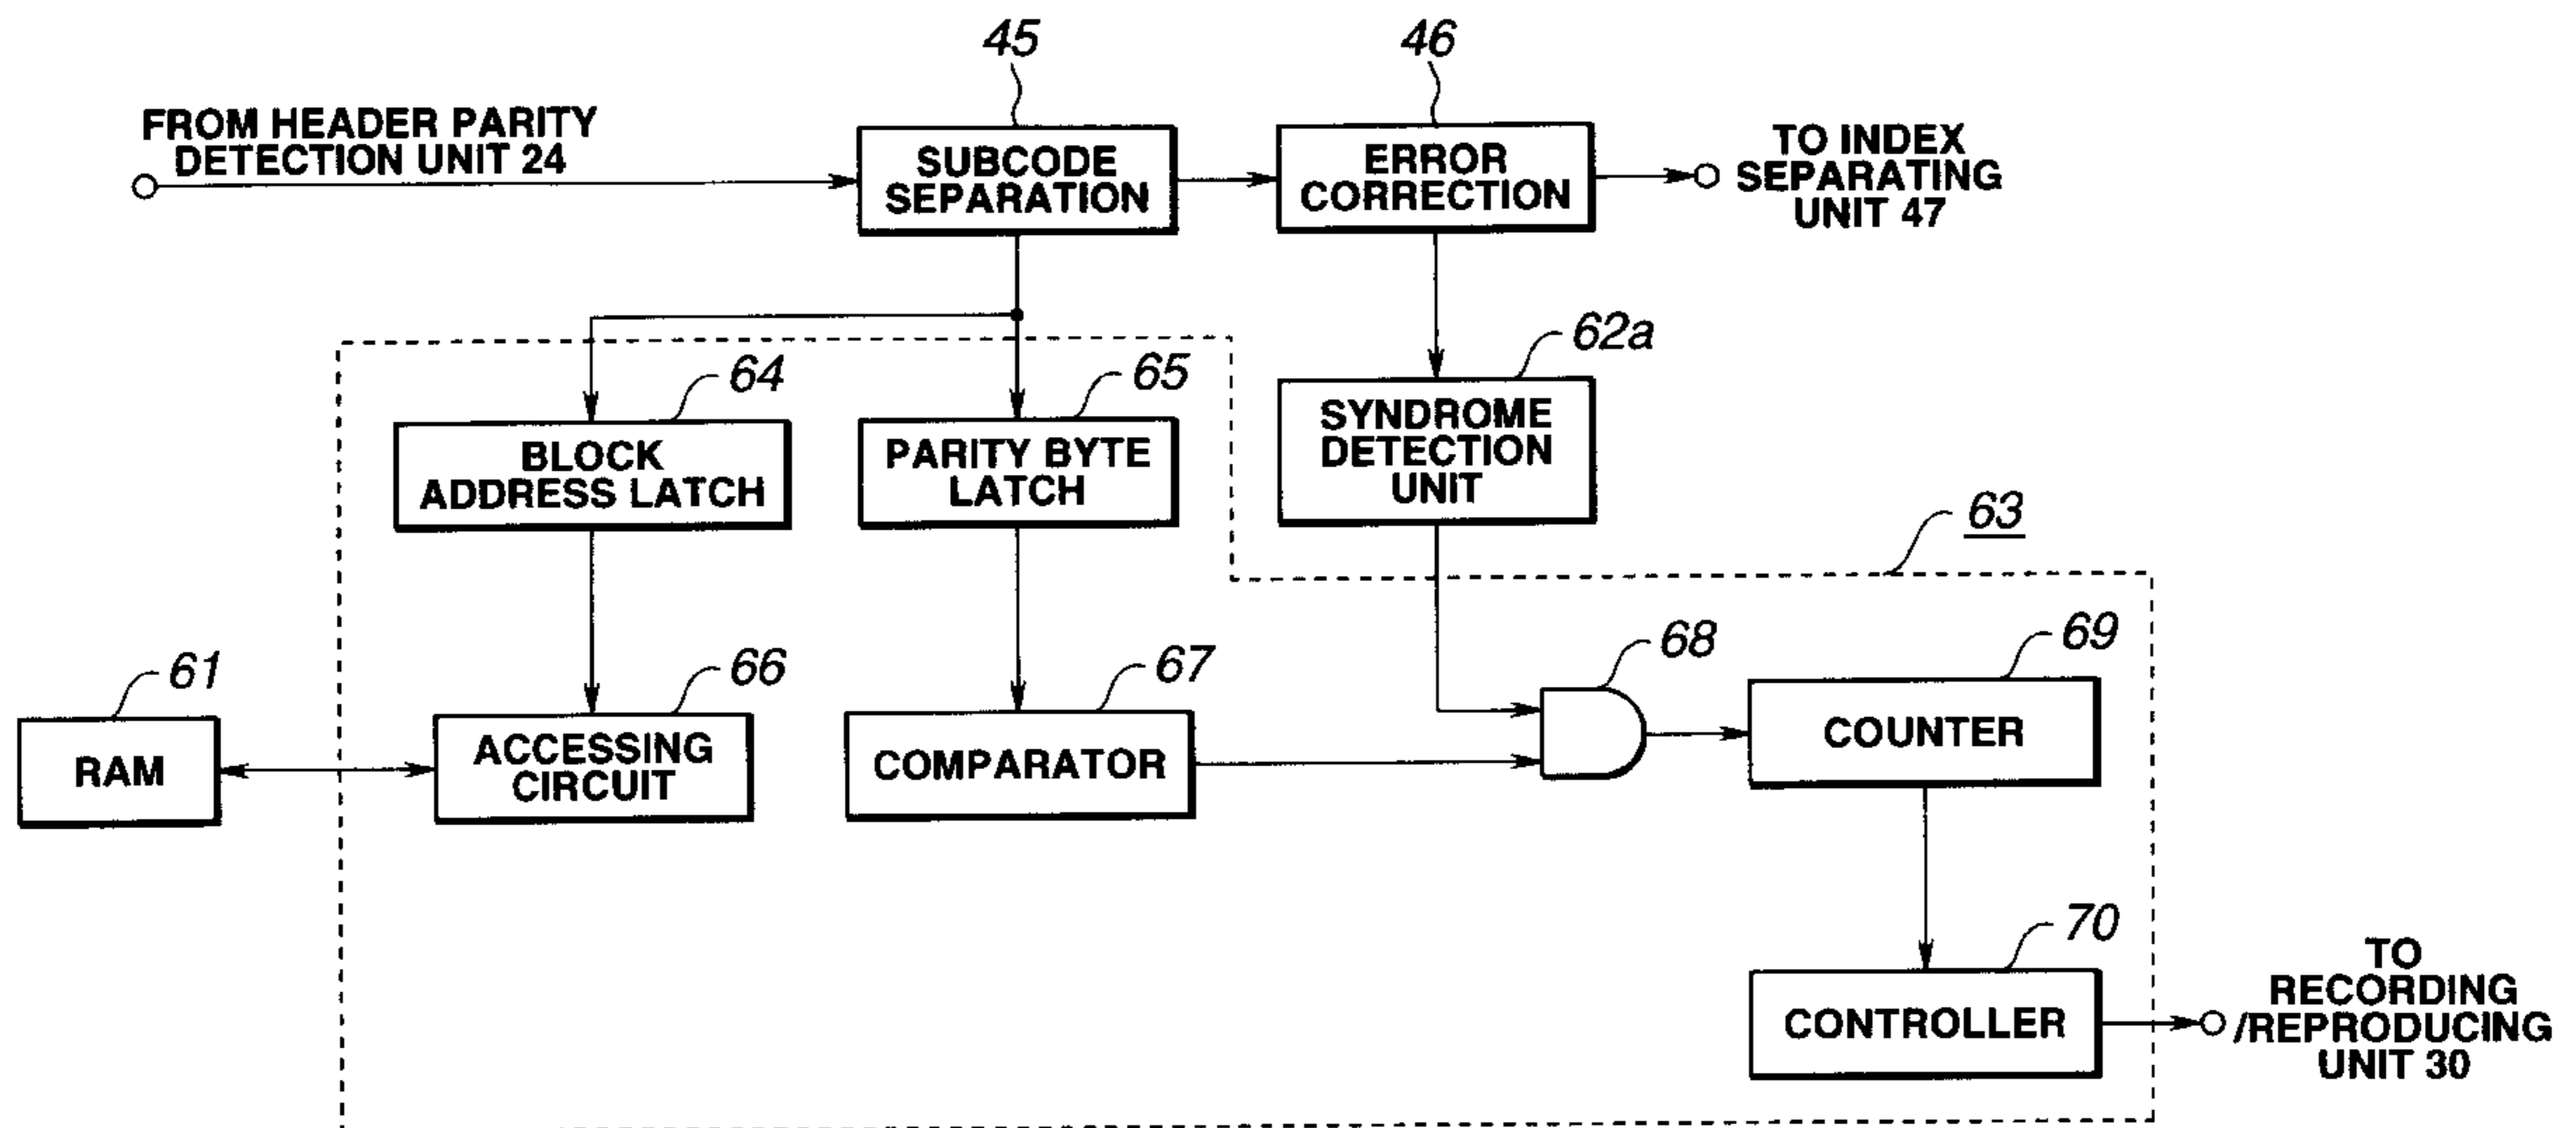 45
46
FROM HEADER PARITY
DETECTION UNIT 24
SUBCODE
SEPARATION
ERROR
CORRECTION
TO INDEX
SEPARATING
UNIT 47
62a
64
65
BLOCK
ADDRESS LATCH
PARITY BYTE
LATCH
SYNDROME
DETECTION
UNIT
63
61
66
67
68
69
RAM
ACCESSING
CIRCUIT
COMPARATOR
COUNTER
70
CONTROLLER
TO
RECORDING
/REPRODUCING
UNIT 30